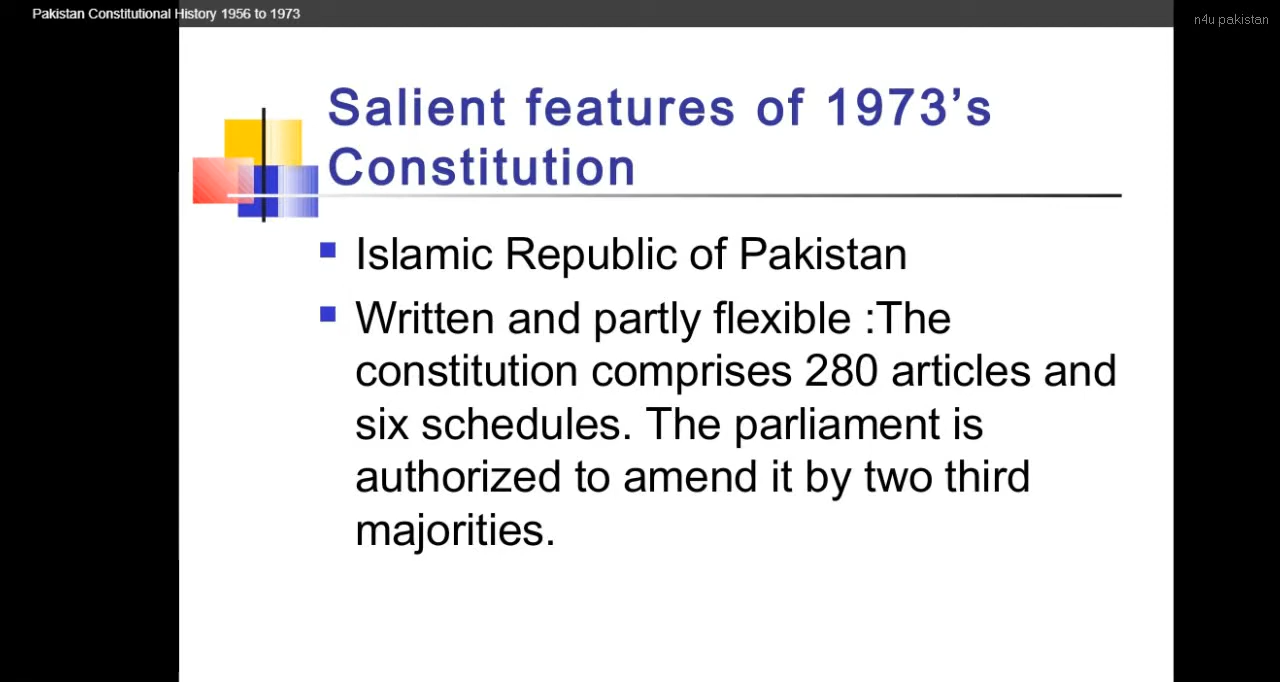 Pakistan Constitutional History 1956 to 1973
n4u pakistan
Salient features of 1973’s
Constitution
Islamic Republic of Pakistan
Written and partly flexible :The
constitution comprises 280 articles and
six schedules. The parliament is
authorized to amend it by two third
majorities.